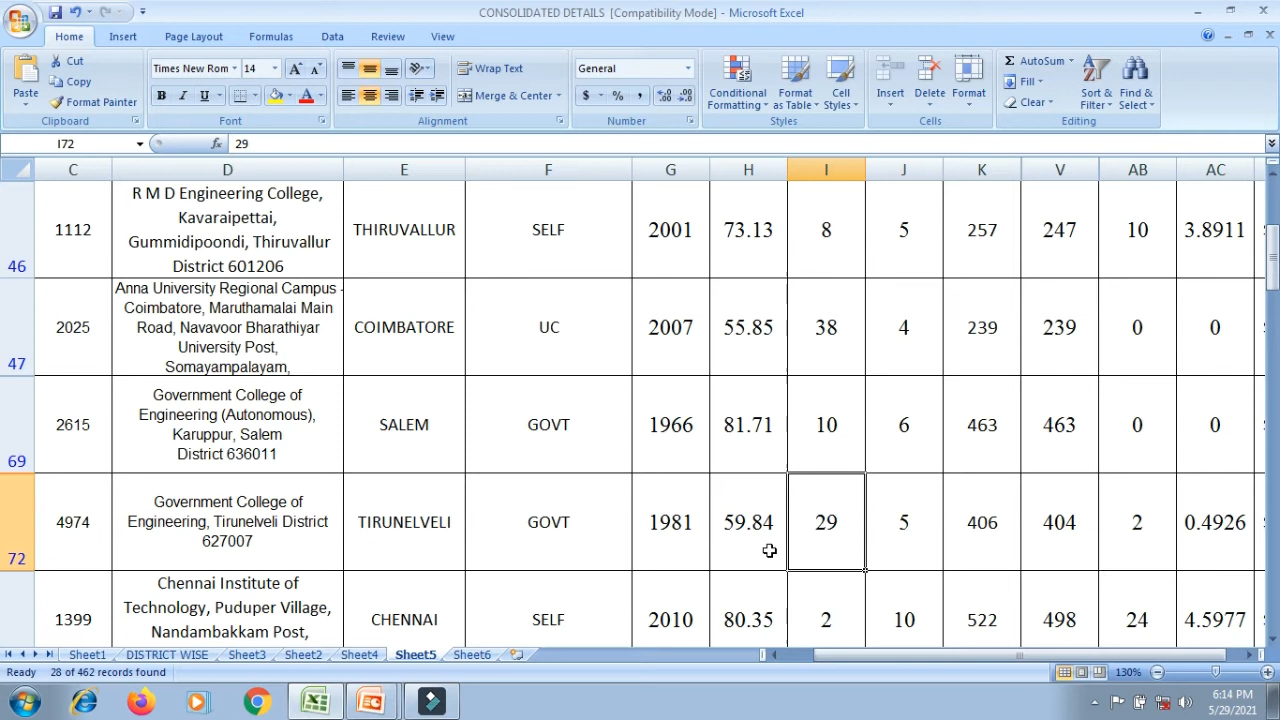 CONSOLIDATED DETAILS [Compatibility Mode] - Microsoft Excel
Home Insert Page Layout Formulas Data Review View
Paste
Cut
Copy
Format Painter
Clipboard
Times New Rom 14
B I U
Font
Wrap Text
Merge & Center
Alignment
General
$ % ,
Number
Conditional Formatting
Format as Table
Cell Styles
Styles
Insert Delete Format
Cells
AutoSum
Fill
Clear
Sort & Filter
Find & Select
Editing
I72 fx 29
C D E F G H I J K V AB AC
46 1112 R M D Engineering College, THIRUVALLUR SELF 2001 73.13 8 5 257 247 10 3.8911
Kavaraipettai,
Gummidipoondi, Thiruvallur
District 601206
47 2025 Anna University Regional Campus - COIMBATORE UC 2007 55.85 38 4 239 239 0 0
Coimbatore, Maruthamalai Main
Road, Navavoor Bharathiyar
University Post,
Somayampalayam,
69 2615 Government College of SALEM GOVT 1966 81.71 10 6 463 463 0 0
Engineering (Autonomous),
Karuppur, Salem
District 636011
72 4974 Government College of TIRUNELVELI GOVT 1981 59.84 29 5 406 404 2 0.4926
Engineering, Tirunelveli District
627007
1399 Chennai Institute of CHENNAI SELF 2010 80.35 2 10 522 498 24 4.5977
Technology, Puduper Village,
Nandambakkam Post,
Sheet1 DISTRICT WISE Sheet3 Sheet2 Sheet4 Sheet5 Sheet6
Ready 28 of 462 records found 130%
6:14 PM
5/29/2021